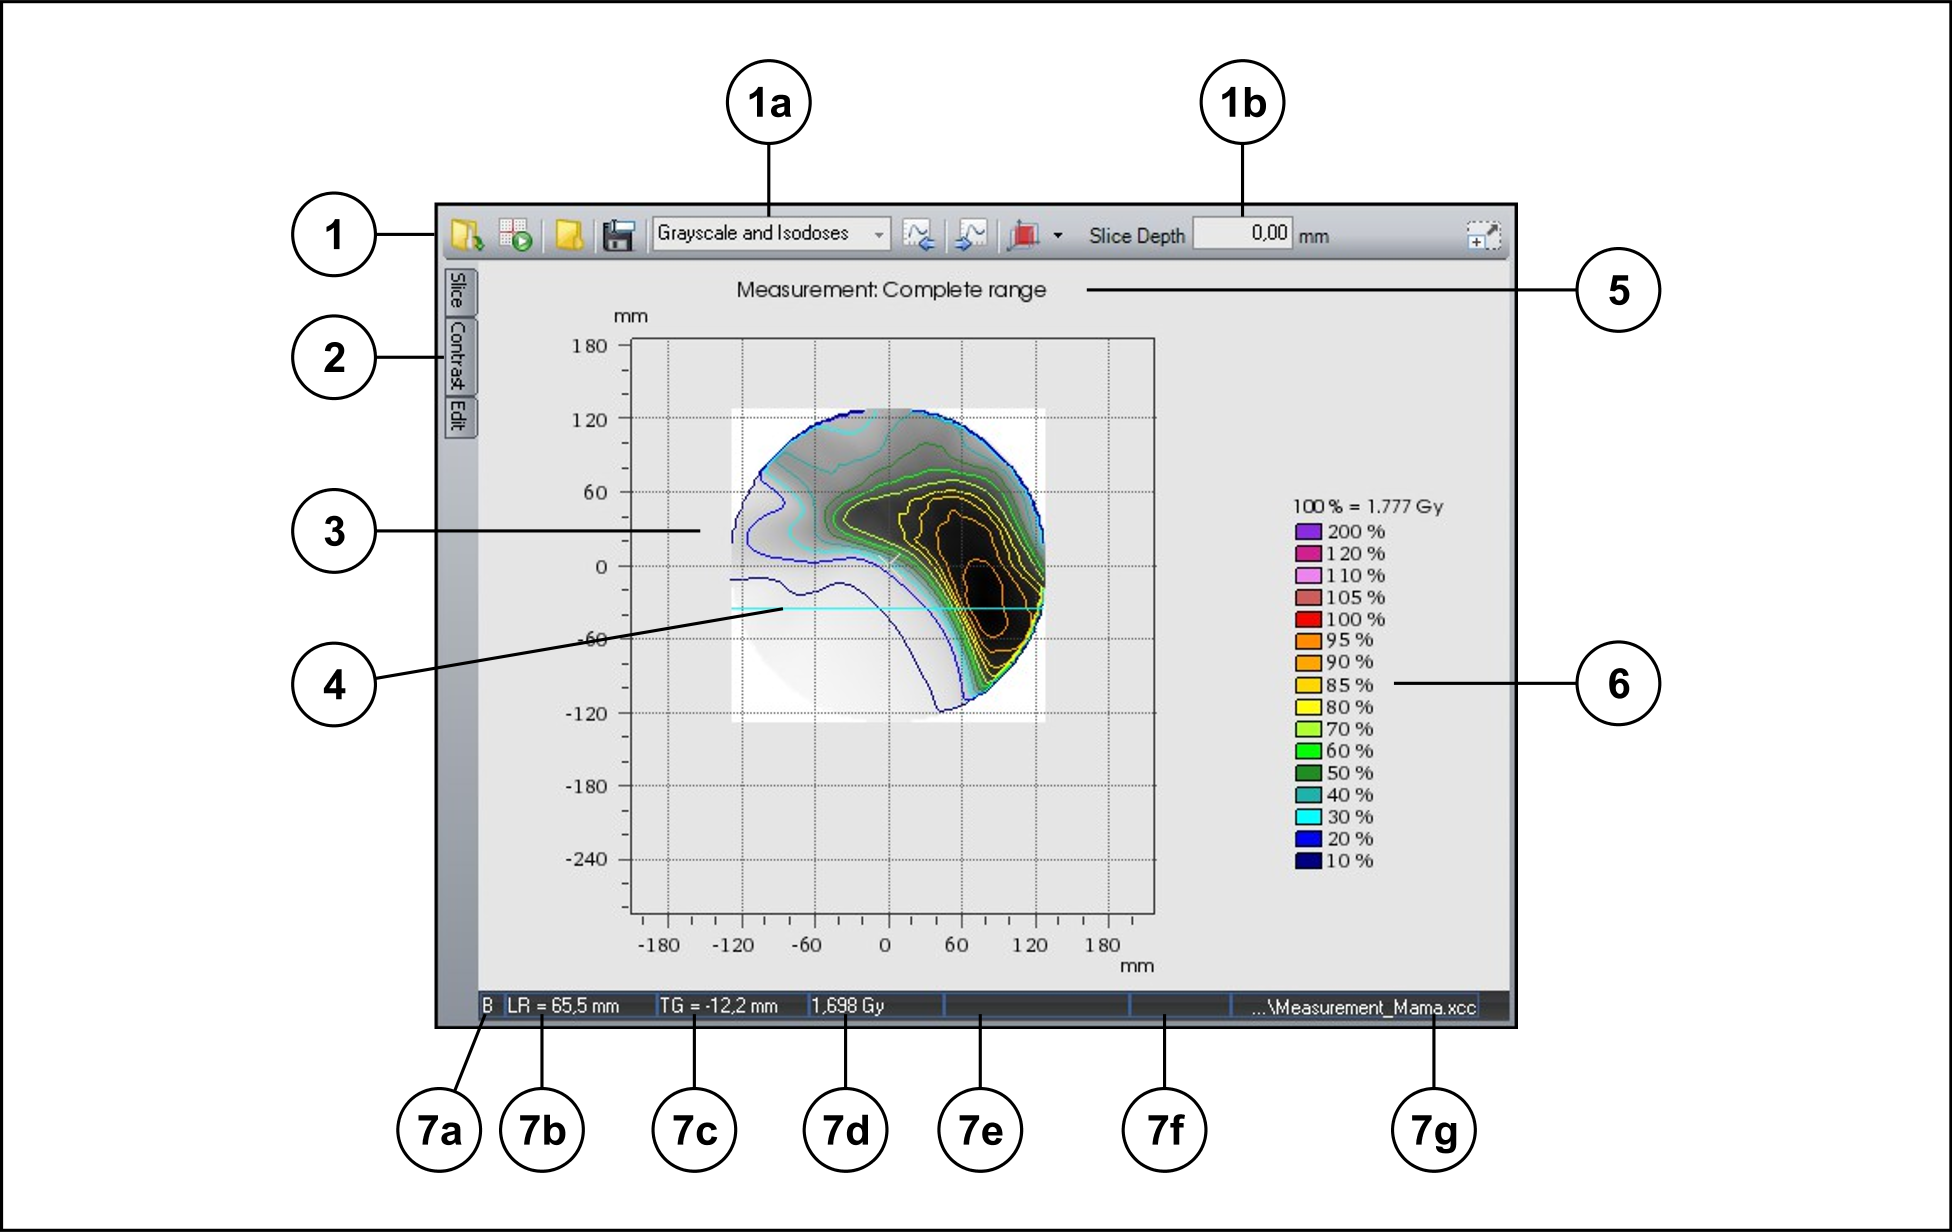 1a
1b
1
Grayscale and Isodoses
Slice Depth
0,00
mm
Slice
Contrast
Edit
2
Measurement: Complete range
5
mm
180
120
60
0
-60
-120
-180
-240
3
4
100 % = 1.777 Gy
200 %
120 %
110 %
105 %
100 %
95 %
90 %
85 %
80 %
70 %
60 %
50 %
40 %
30 %
20 %
10 %
6
-180 -120 -60 0 60 120 180
mm
B LR = 65,5 mm TG = -12,2 mm 1,698 Gy ...\Measurement_Mama.xcc
7a 7b 7c 7d 7e 7f 7g